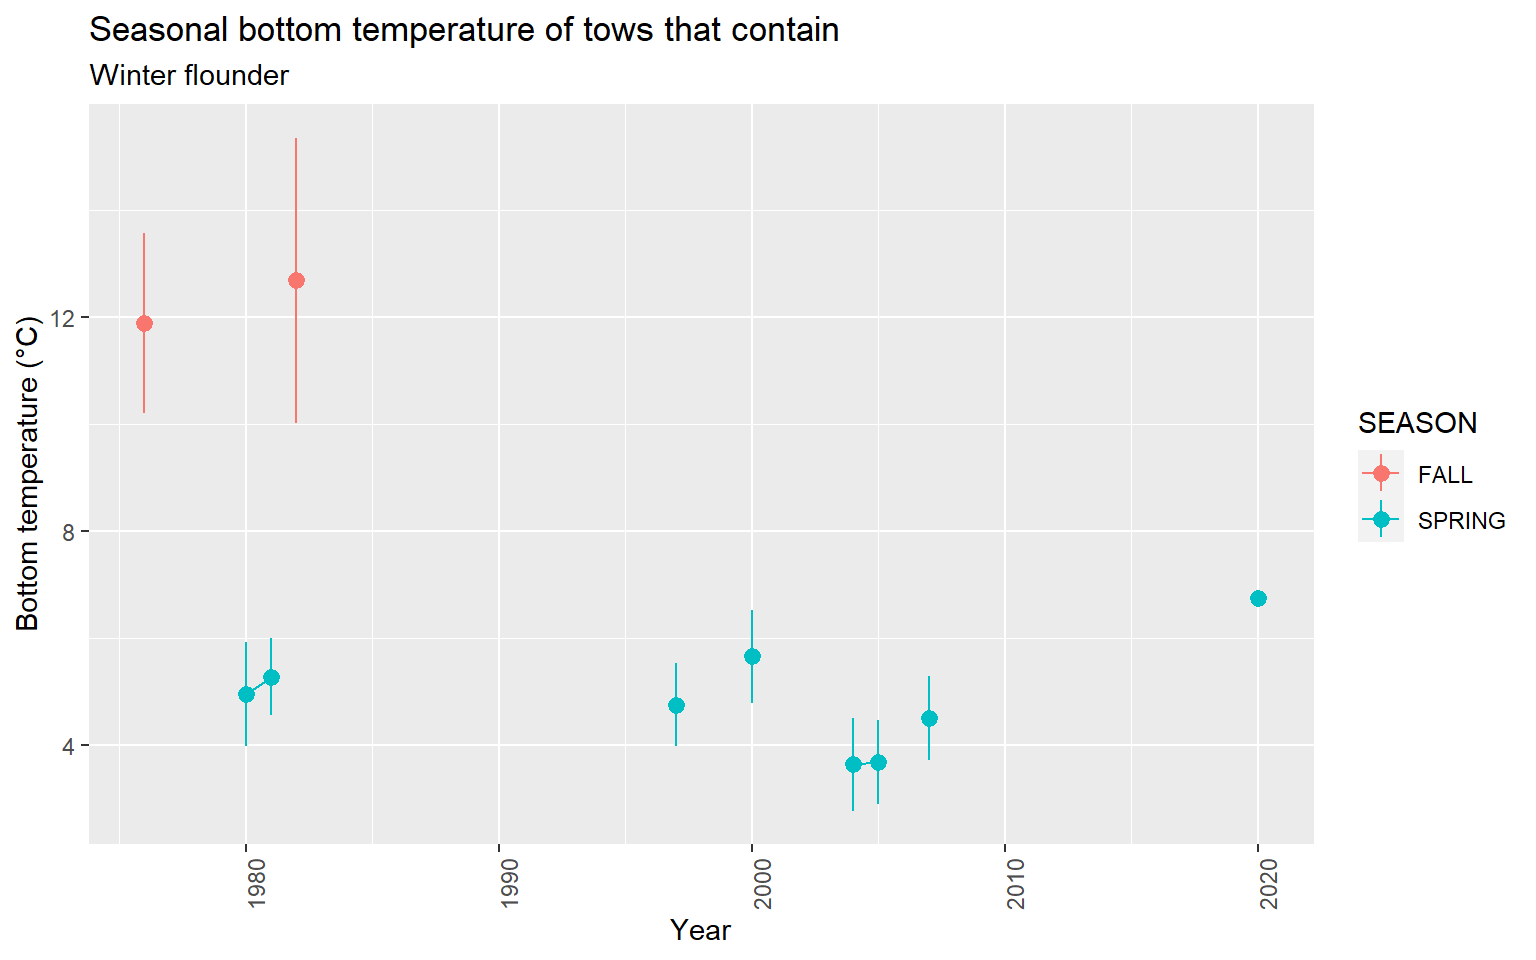 Seasonal bottom temperature of tows that contain
Winter flounder
Bottom temperature (°C)
12
8
4
1980
1990
2000
2010
2020
Year
SEASON
FALL
SPRING